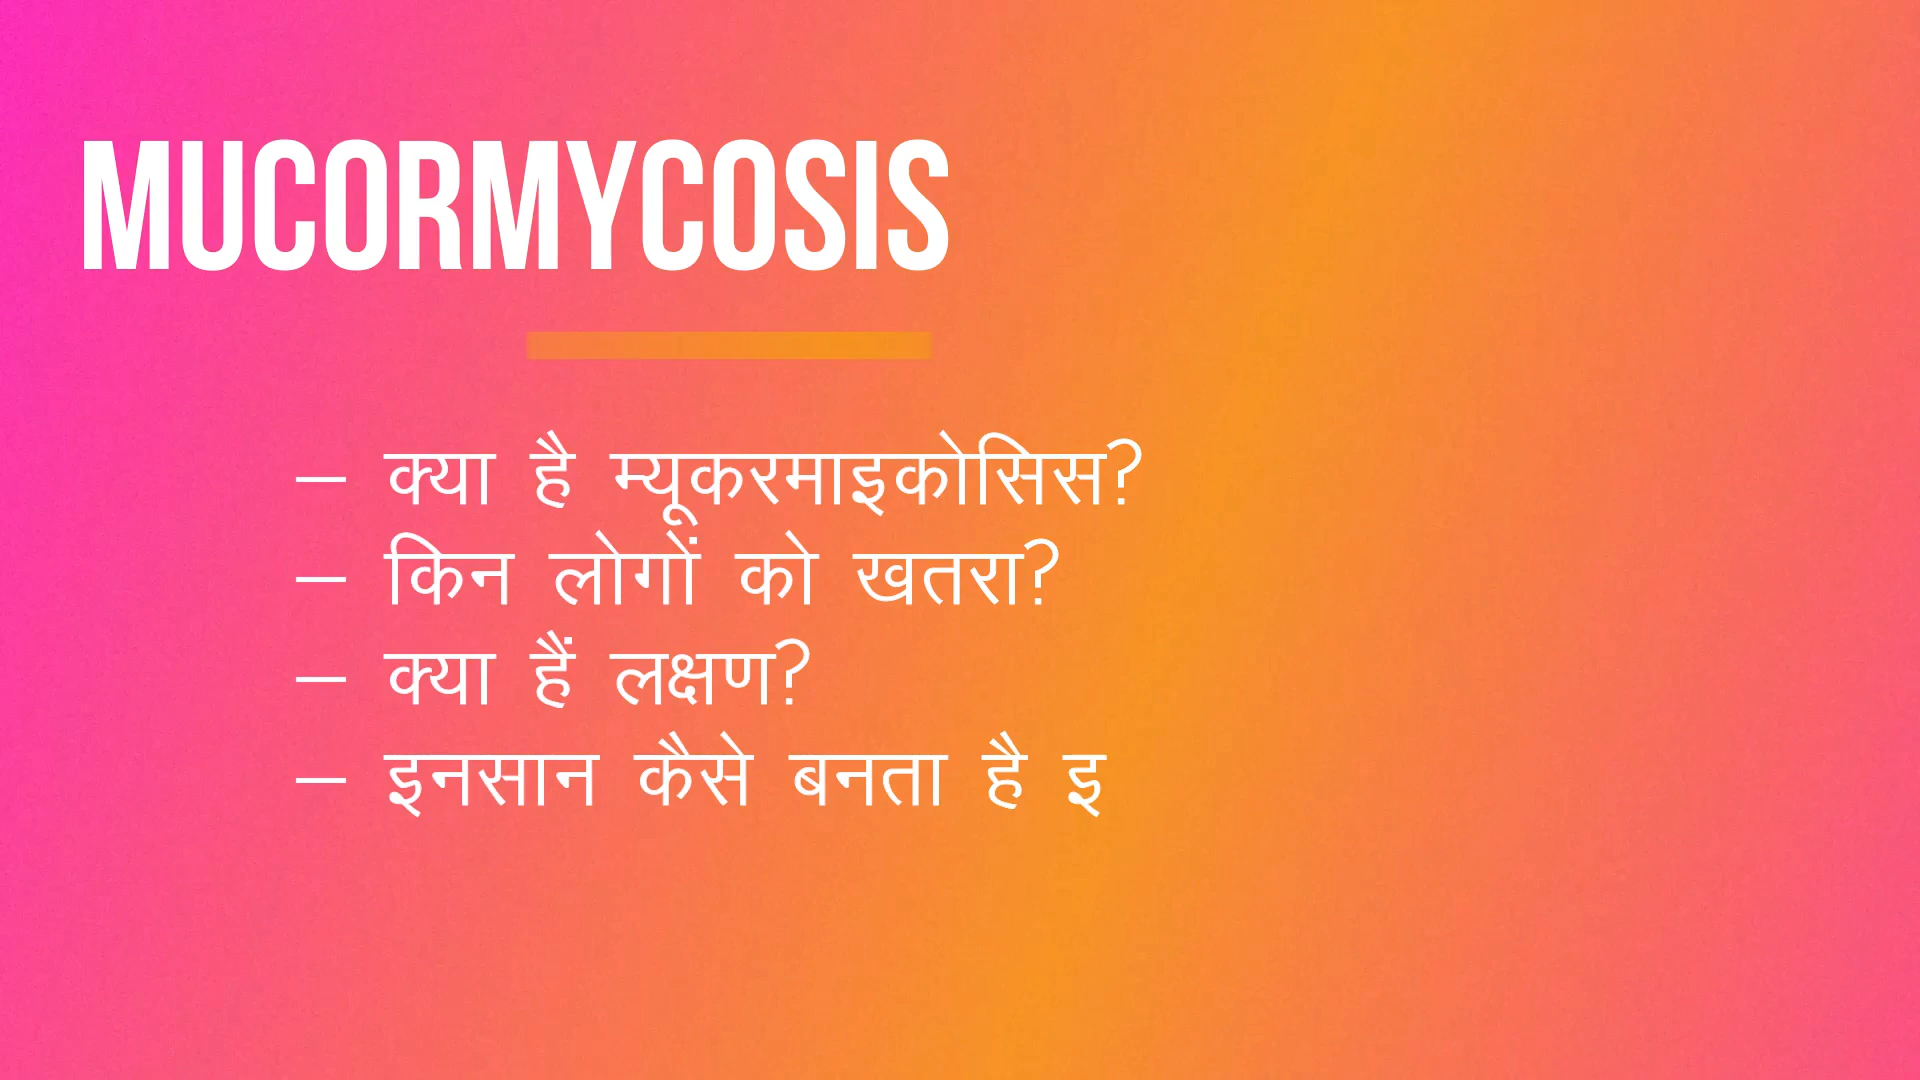 MUCORMYCOSIS
– क्या है म्यूकरमाइकोसिस?
– किन लोगों को खतरा?
– क्या हैं लक्षण?
– इनसान कैसे बनता है इ